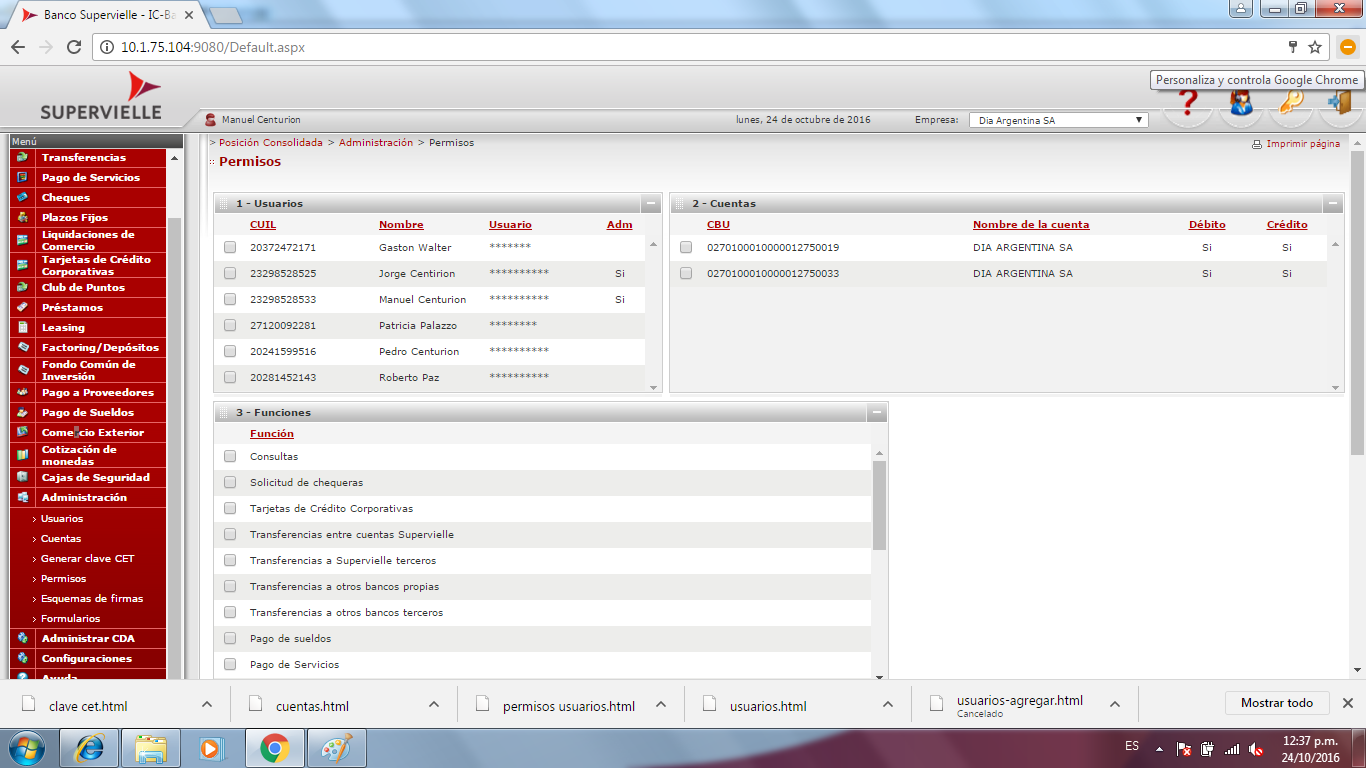 Banco Supervielle - IC-Ba
10.1.75.104:9080/Default.aspx
Personaliza y controla Google Chrome
SUPERVIELLE
Manuel Centurion
lunes, 24 de octubre de 2016
Empresa:
Dia Argentina SA
Menú
Transferencias
Pago de Servicios
Cheques
Plazos Fijos
Liquidaciones de
Comercio
Tarjetas de Crédito
Corporativas
Club de Puntos
Préstamos
Leasing
Factoring/Depósitos
Fondo Común de
Inversión
Pago a Proveedores
Pago de Sueldos
Comercio Exterior
Cotización de
monedas
Cajas de Seguridad
Administración
> Usuarios
> Cuentas
> Generar clave CET
> Permisos
> Esquemas de firmas
> Formularios
Administrar CDA
Configuraciones
Ayuda
> Posición Consolidada > Administración > Permisos
Imprimir página
Permisos
1 - Usuarios
CUIL Nombre Usuario Adm
20372472171 Gaston Walter *******
23298528525 Jorge Centirion ********** Si
23298528533 Manuel Centurion ********** Si
27120092281 Patricia Palazzo ********
20241599516 Pedro Centurion **********
20281452143 Roberto Paz **********
2 - Cuentas
CBU Nombre de la cuenta Débito Crédito
0270100010000012750019 DIA ARGENTINA SA Si Si
0270100010000012750033 DIA ARGENTINA SA Si Si
3 - Funciones
Función
Consultas
Solicitud de chequeras
Tarjetas de Crédito Corporativas
Transferencias entre cuentas Supervielle
Transferencias a Supervielle terceros
Transferencias a otros bancos propias
Transferencias a otros bancos terceros
Pago de sueldos
Pago de Servicios
clave cet.html
cuentas.html
permisos usuarios.html
usuarios.html
usuarios-agregar.html
Cancelado
Mostrar todo
ES
12:37 p.m.
24/10/2016